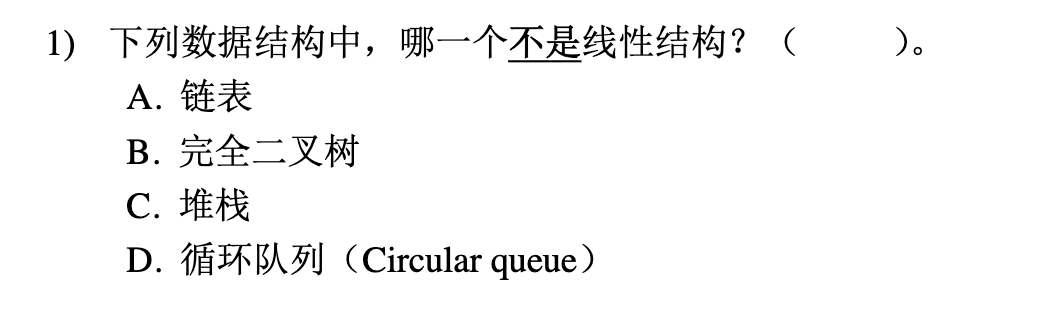 1) 下列数据结构中，哪一个不是线性结构？（  ）。
A. 链表
B. 完全二叉树
C. 堆栈
D. 循环队列（Circular queue）